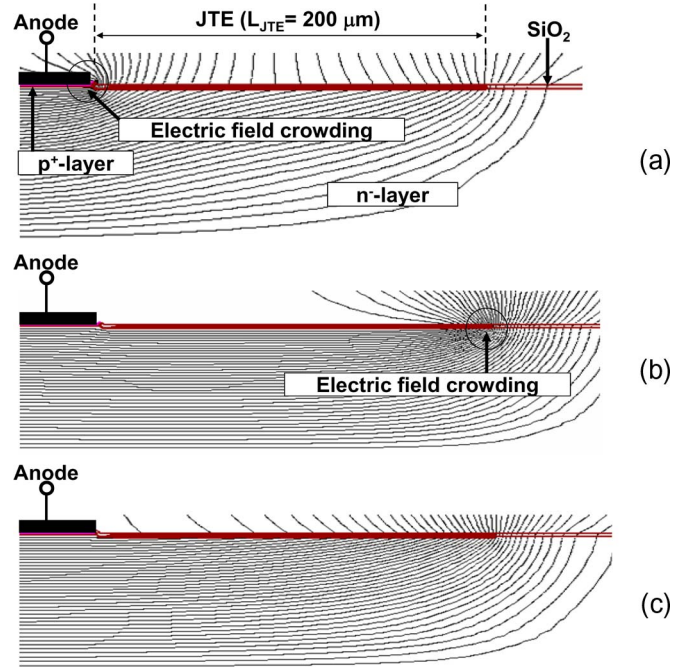 Anode
JTE (L_JTE= 200 μm)
SiO₂
Electric field crowding
p⁺-layer
n⁻-layer
(a)
Anode
Electric field crowding
(b)
Anode
(c)